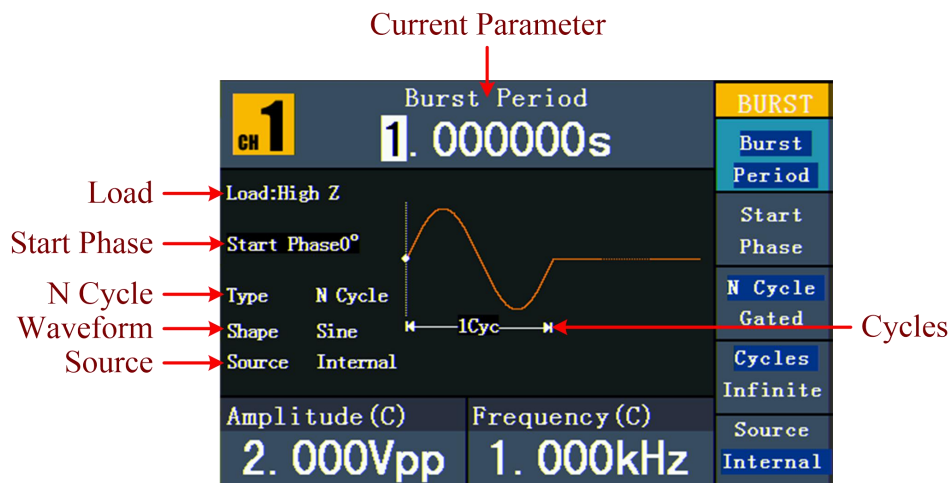 Current Parameter
CH 1
Burst Period
1.000000s
BURST
Burst
Period
Start
Phase
N Cycle
Gated
Cycles
Infinite
Source
Internal
Load
Load:High Z
Start Phase
Start Phase0°
N Cycle
Type N Cycle
Waveform
Shape Sine
Source
Source Internal
1Cyc
Cycles
Amplitude(C)
2.000Vpp
Frequency(C)
1.000kHz